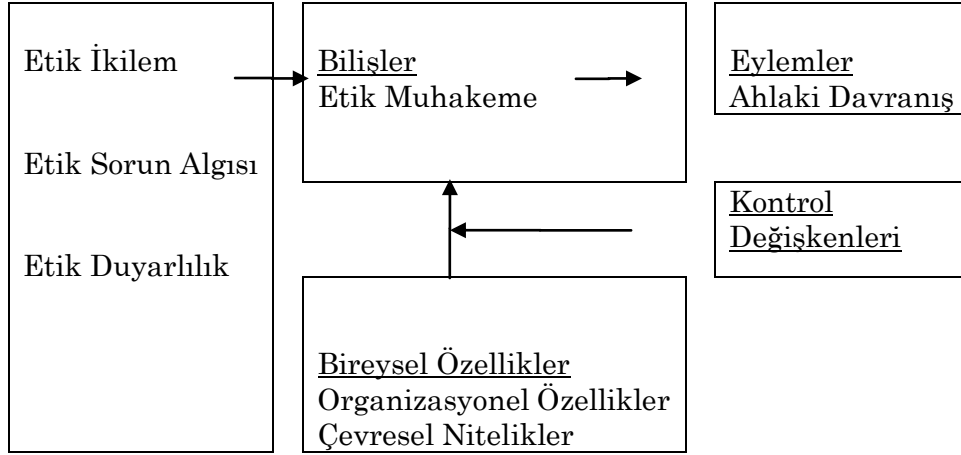 Etik İkilem
Etik Sorun Algısı
Etik Duyarlılık
Bilişler
Etik Muhakeme
Eylemler
Ahlaki Davranış
Kontrol
Değişkenleri
Bireysel Özellikler
Organizasyonel Özellikler
Çevresel Nitelikler